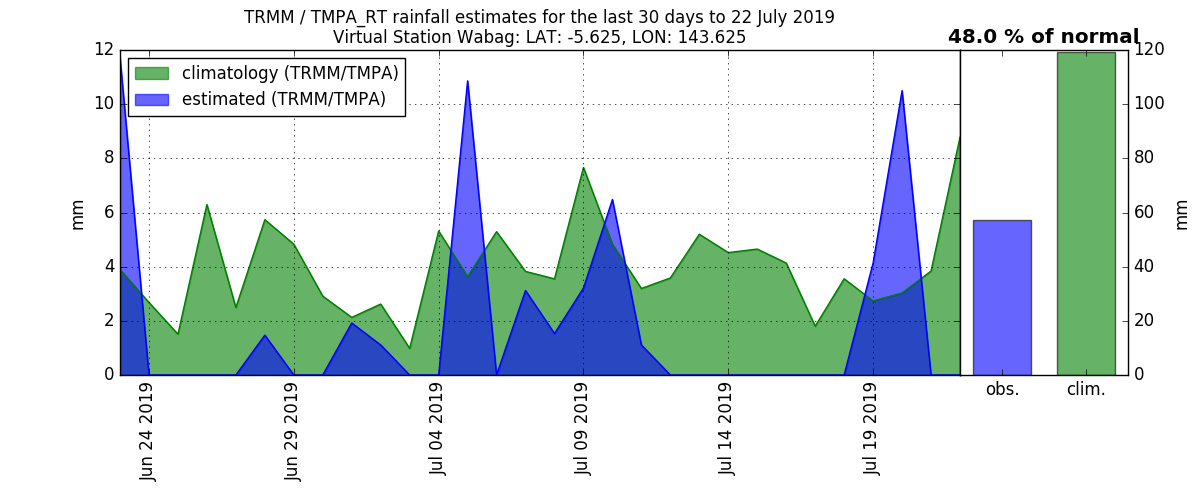 TRMM / TMPA_RT rainfall estimates for the last 30 days to 22 July 2019
Virtual Station Wabag: LAT: -5.625, LON: 143.625
48.0 % of normal
climatology (TRMM/TMPA)
estimated (TRMM/TMPA)
12
10
8
6
4
2
0
mm
Jun 24 2019
Jun 29 2019
Jul 04 2019
Jul 09 2019
Jul 14 2019
Jul 19 2019
obs.
clim.
120
100
80
60
40
20
0
mm